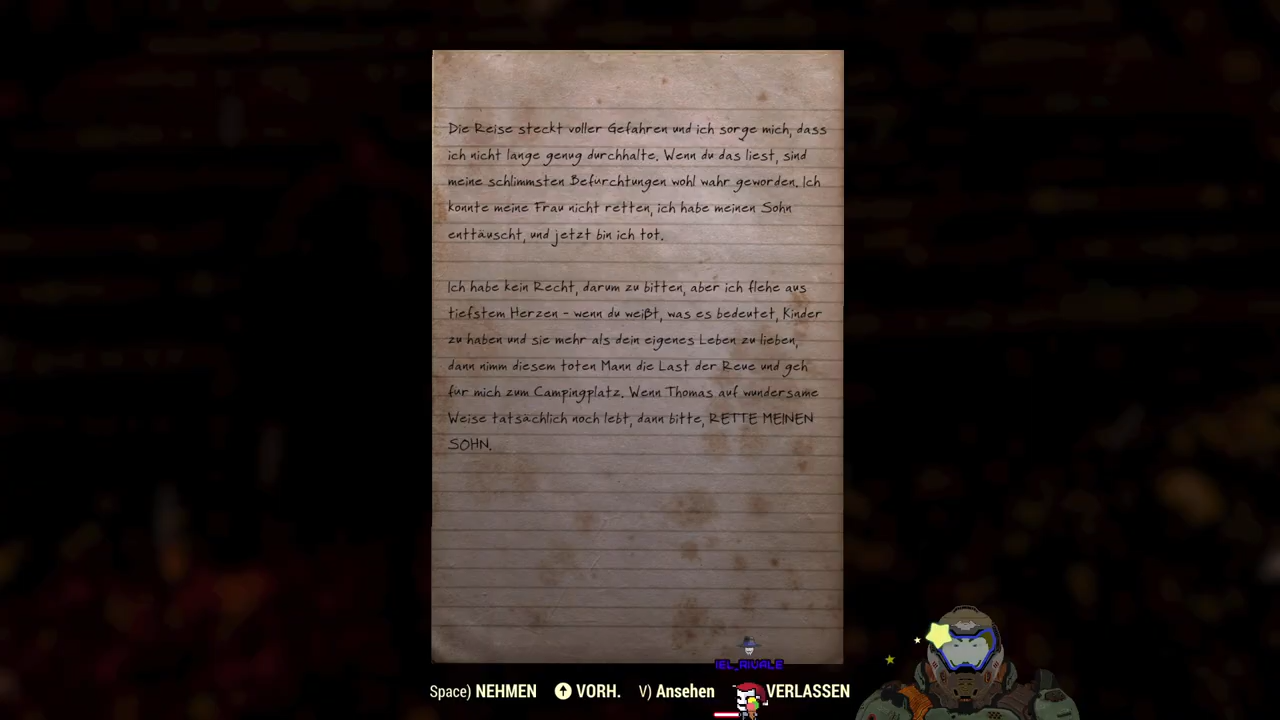 Die Reise steckt voller Gefahren und ich sorge mich, dass
ich nicht lange genug durchhalte. Wenn du das liest, sind
meine schlimmsten Befurchtungen wohl wahr geworden. Ich
konnte meine Frau nicht retten, ich habe meinen Sohn
enttäuscht, und jetzt bin ich tot.
Ich habe kein Recht, darum zu bitten, aber ich flehe aus
tiefstem Herzen - wenn du weißt, was es bedeutet, Kinder
zu haben und sie mehr als dein eigenes Leben zu lieben,
dann nimm diesem toten Mann die Last der Reue und geh
fur mich zum Campingplatz. Wenn Thomas auf wundersame
Weise tatsächlich noch lebt, dann bitte, RETTE MEINEN
SOHN.
IEL_RIVALE
Space) NEHMEN VORH. V) Ansehen VERLASSEN